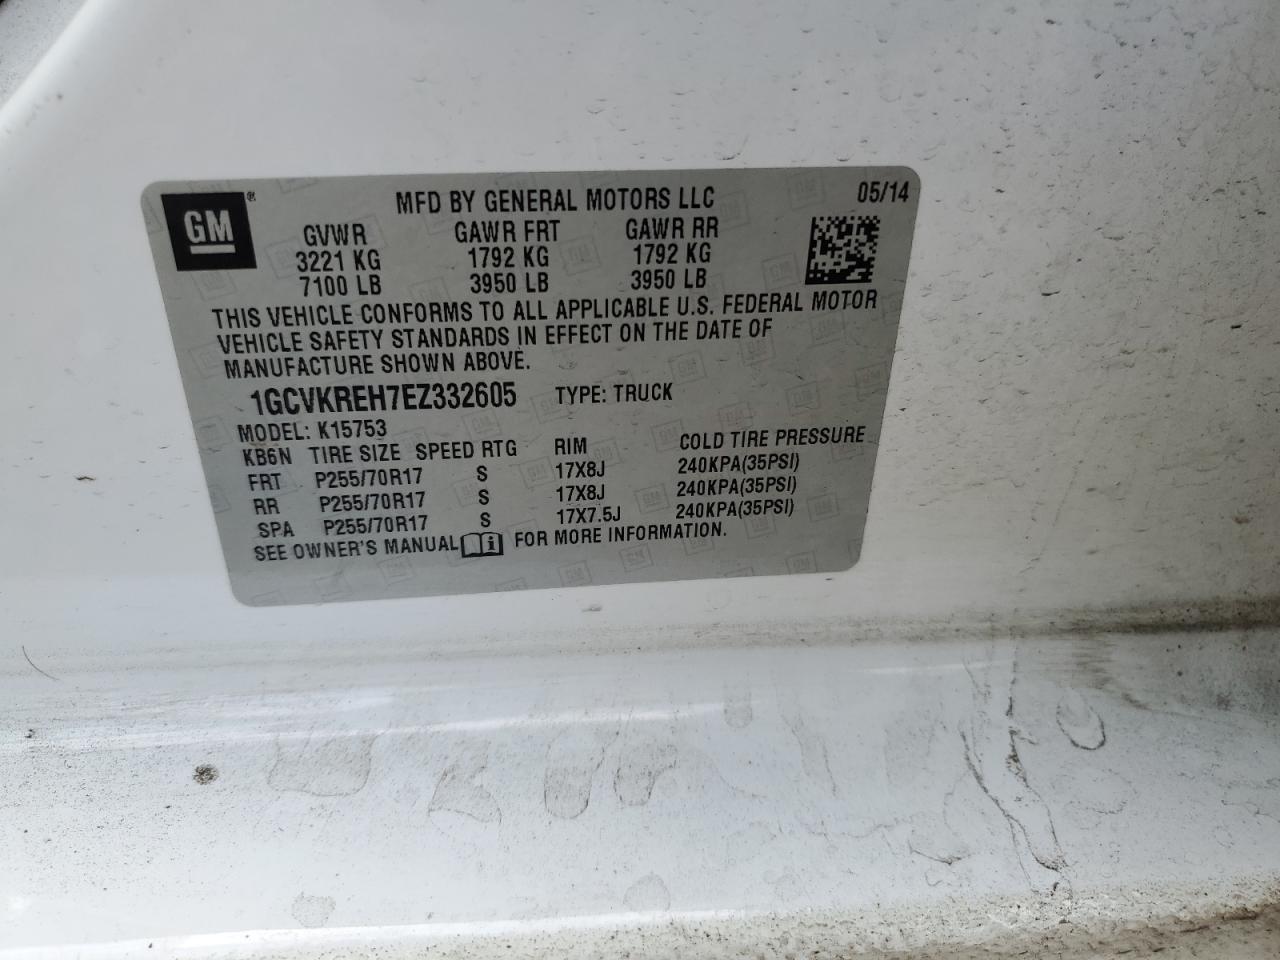 GM ® MFD BY GENERAL MOTORS LLC 05/14
GVWR GAWR FRT GAWR RR
3221 KG 1792 KG 1792 KG
7100 LB 3950 LB 3950 LB
THIS VEHICLE CONFORMS TO ALL APPLICABLE U.S. FEDERAL MOTOR
VEHICLE SAFETY STANDARDS IN EFFECT ON THE DATE OF
MANUFACTURE SHOWN ABOVE.
1GCVKREH7EZ332605 TYPE: TRUCK
MODEL: K15753
KB6N TIRE SIZE SPEED RTG RIM COLD TIRE PRESSURE
FRT P255/70R17 S 17X8J 240KPA(35PSI)
RR P255/70R17 S 17X8J 240KPA(35PSI)
SPA P255/70R17 S 17X7.5J 240KPA(35PSI)
SEE OWNER'S MANUAL i FOR MORE INFORMATION.